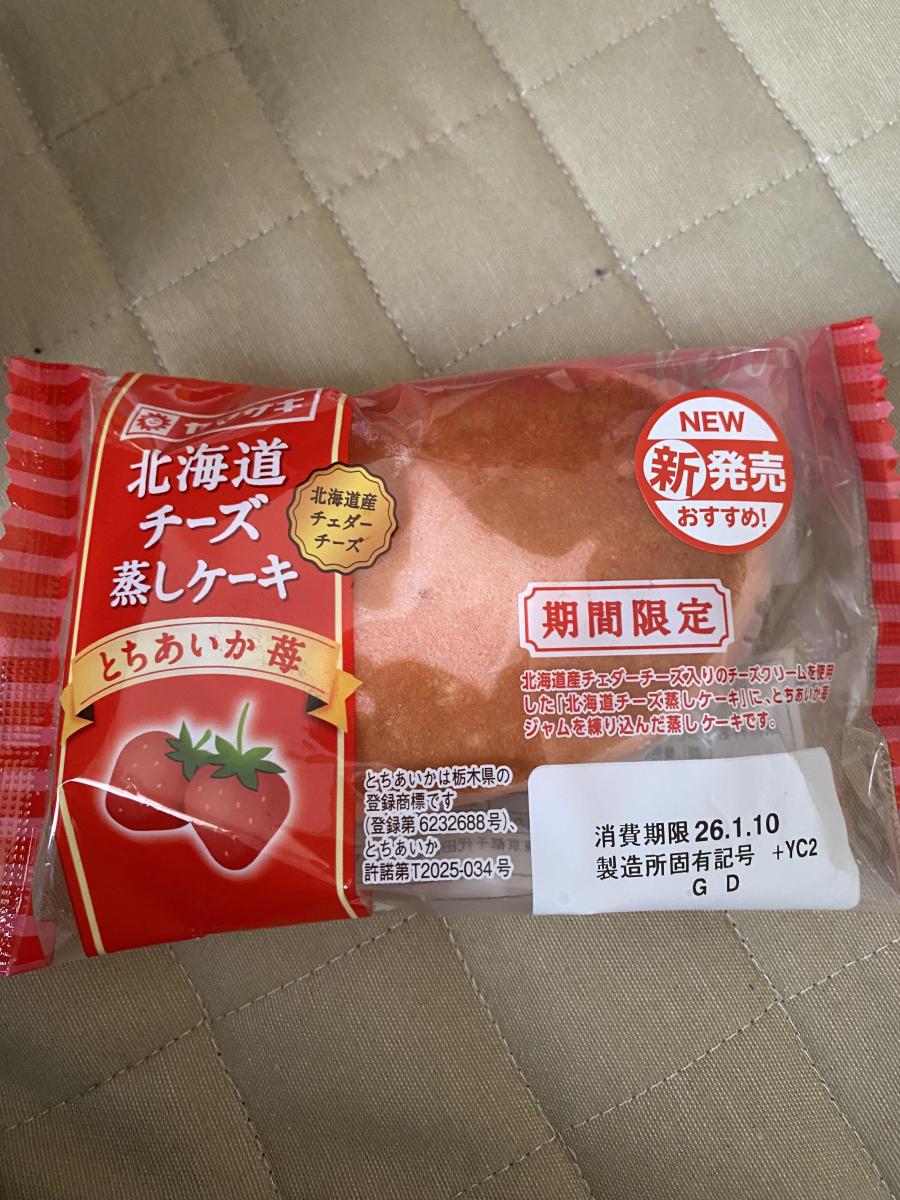 ヤマザキ
北海道
チーズ
蒸しケーキ
北海道産
チェダー
チーズ
とちあいか 苺
NEW
新発売
おすすめ!
期間限定
北海道産チェダーチーズ入りのチーズクリームを使用
した「北海道チーズ蒸しケーキ」に、とちあいか苺
ジャムを練り込んだ蒸しケーキです。
とちあいかは栃木県の
登録商標です
(登録第6232688号)、
とちあいか
許諾第T2025-034号
消費期限 26.1.10
製造所固有記号 +YC2
G D